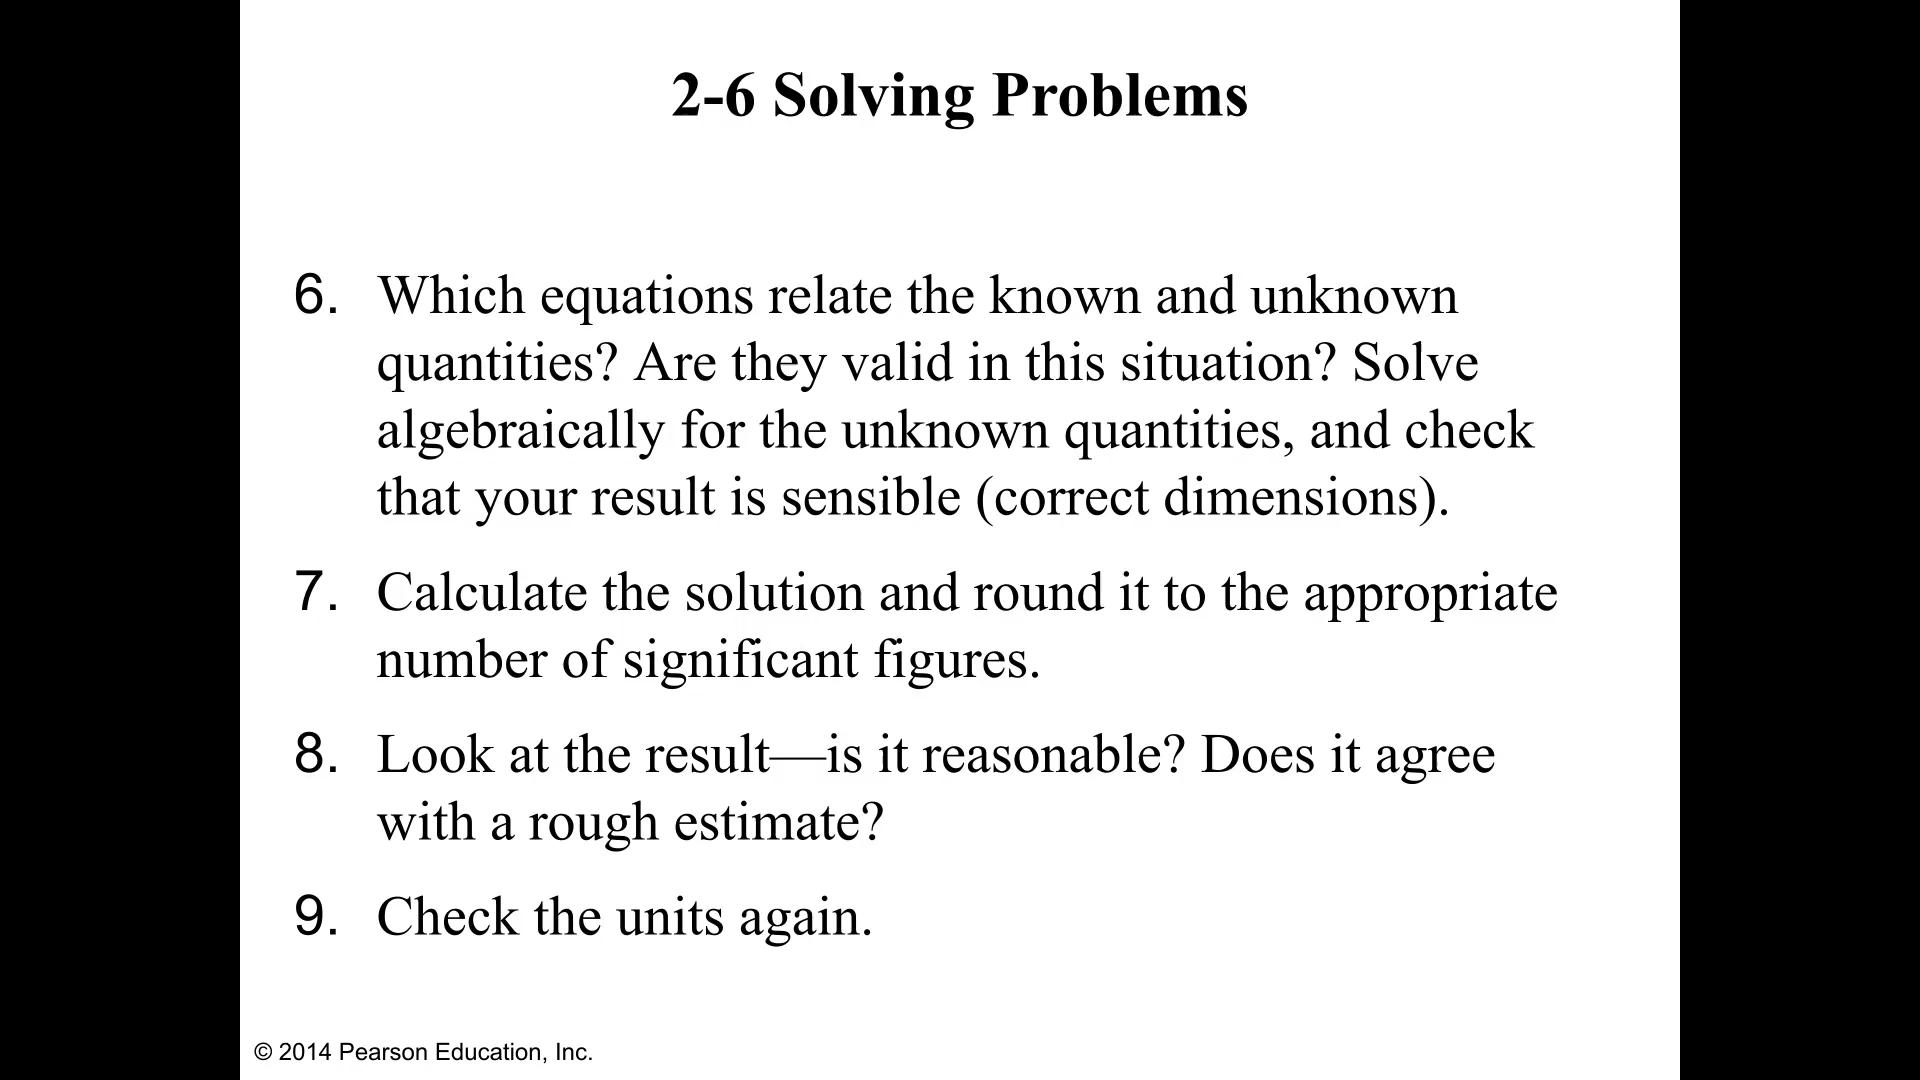 2-6 Solving Problems
6. Which equations relate the known and unknown
quantities? Are they valid in this situation? Solve
algebraically for the unknown quantities, and check
that your result is sensible (correct dimensions).
7. Calculate the solution and round it to the appropriate
number of significant figures.
8. Look at the result—is it reasonable? Does it agree
with a rough estimate?
9. Check the units again.
© 2014 Pearson Education, Inc.